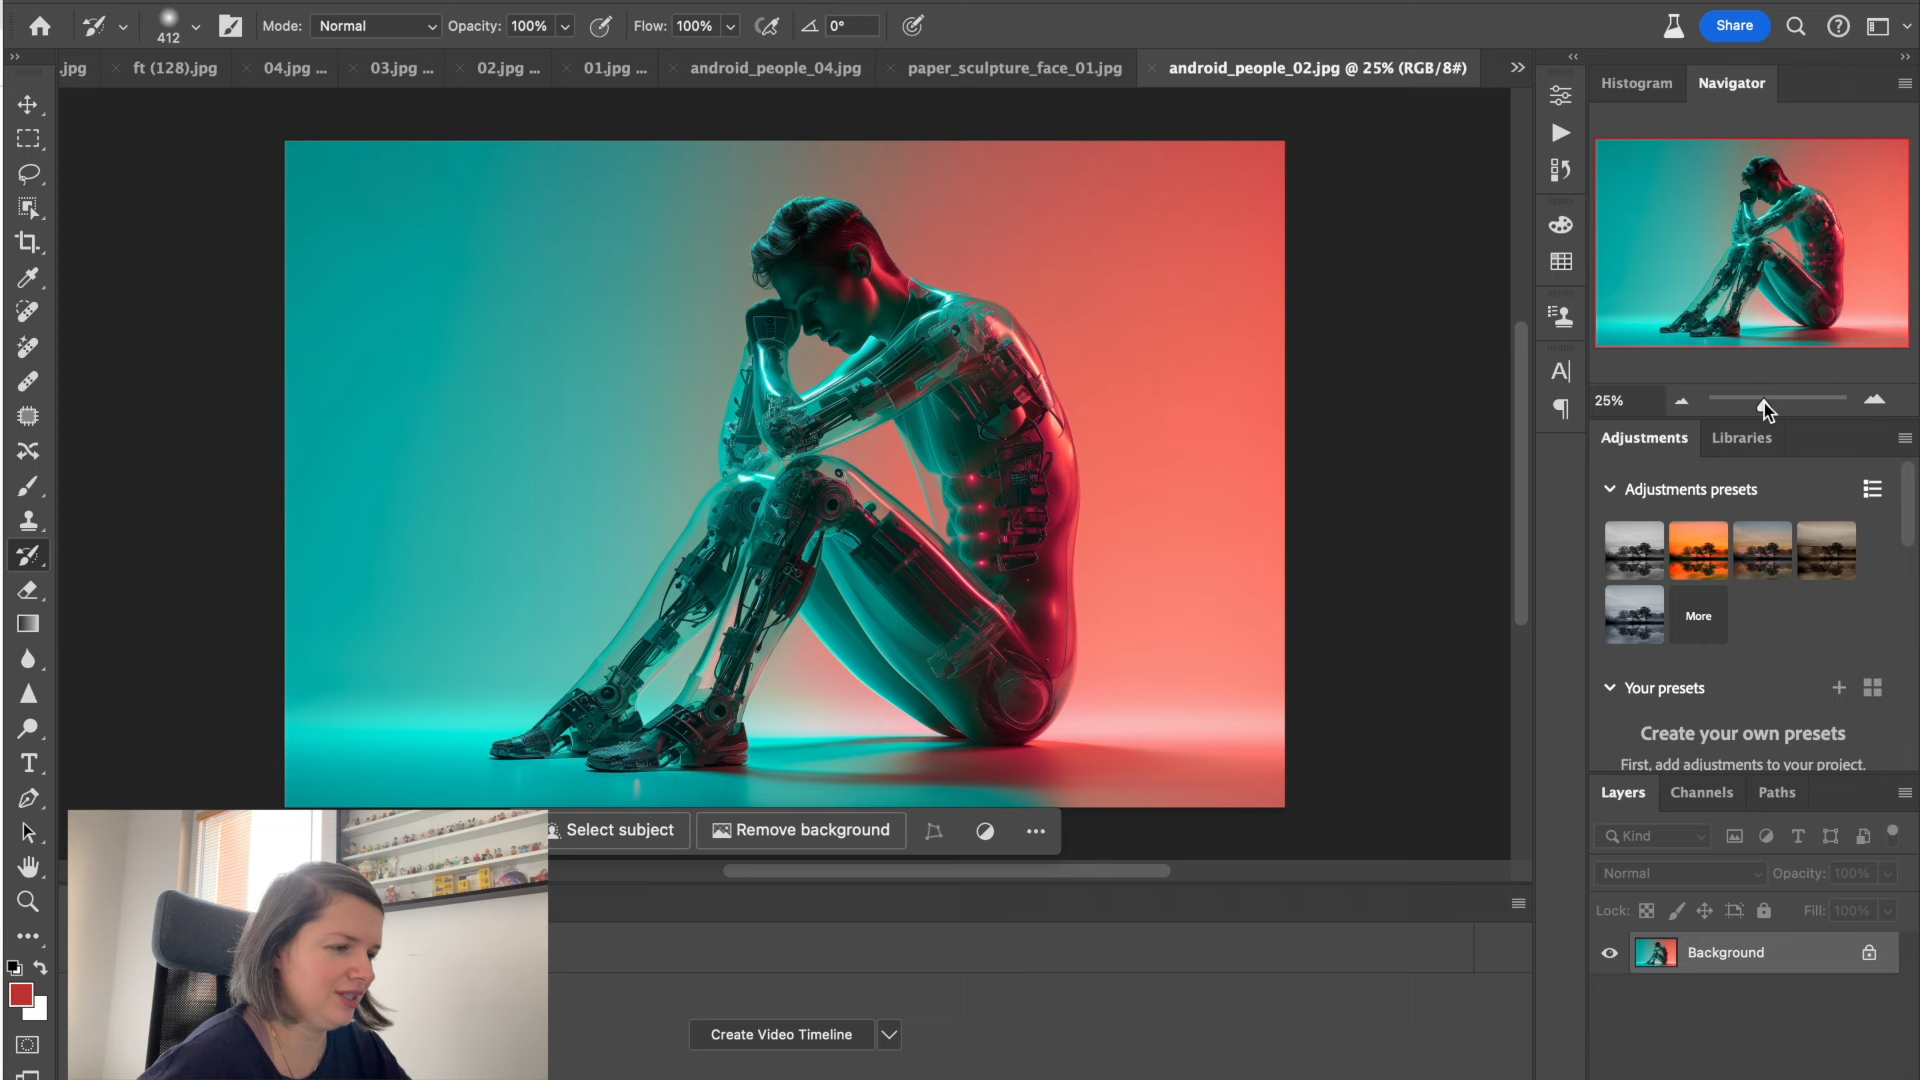 412
Mode: Normal Opacity: 100% Flow: 100% 0°
Share
.jpg
ft (128).jpg
04.jpg ...
03.jpg ...
02.jpg ...
01.jpg ...
android_people_04.jpg
paper_sculpture_face_01.jpg
android_people_02.jpg @ 25% (RGB/8#)
Histogram Navigator
25%
Adjustments Libraries
Adjustments presets
More
Your presets
Create your own presets
First, add adjustments to your project.
Select subject Remove background
Layers Channels Paths
Kind
Normal Opacity: 100%
Lock: Fill: 100%
Background
Create Video Timeline